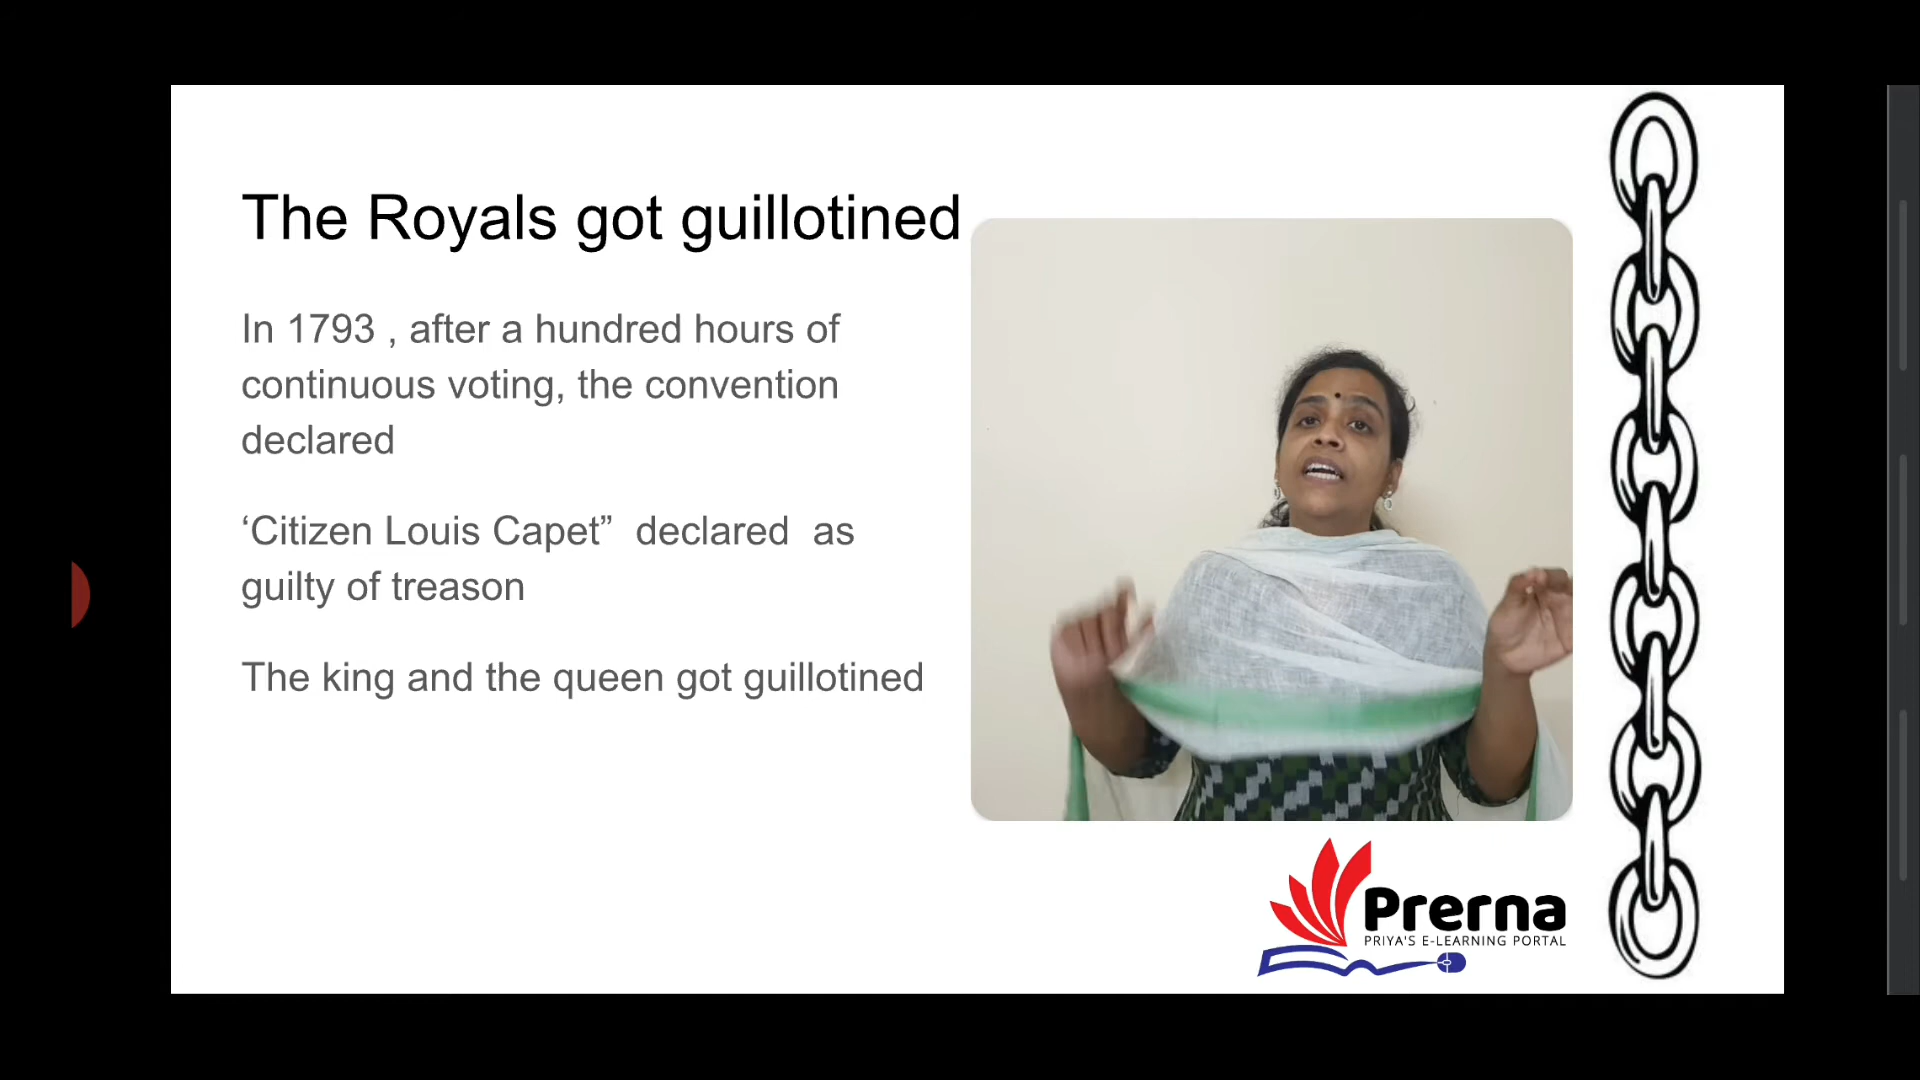 The Royals got guillotined
In 1793 , after a hundred hours of
continuous voting, the convention
declared
‘Citizen Louis Capet”  declared  as
guilty of treason
The king and the queen got guillotined
Prerna
PRIYA'S E-LEARNING PORTAL